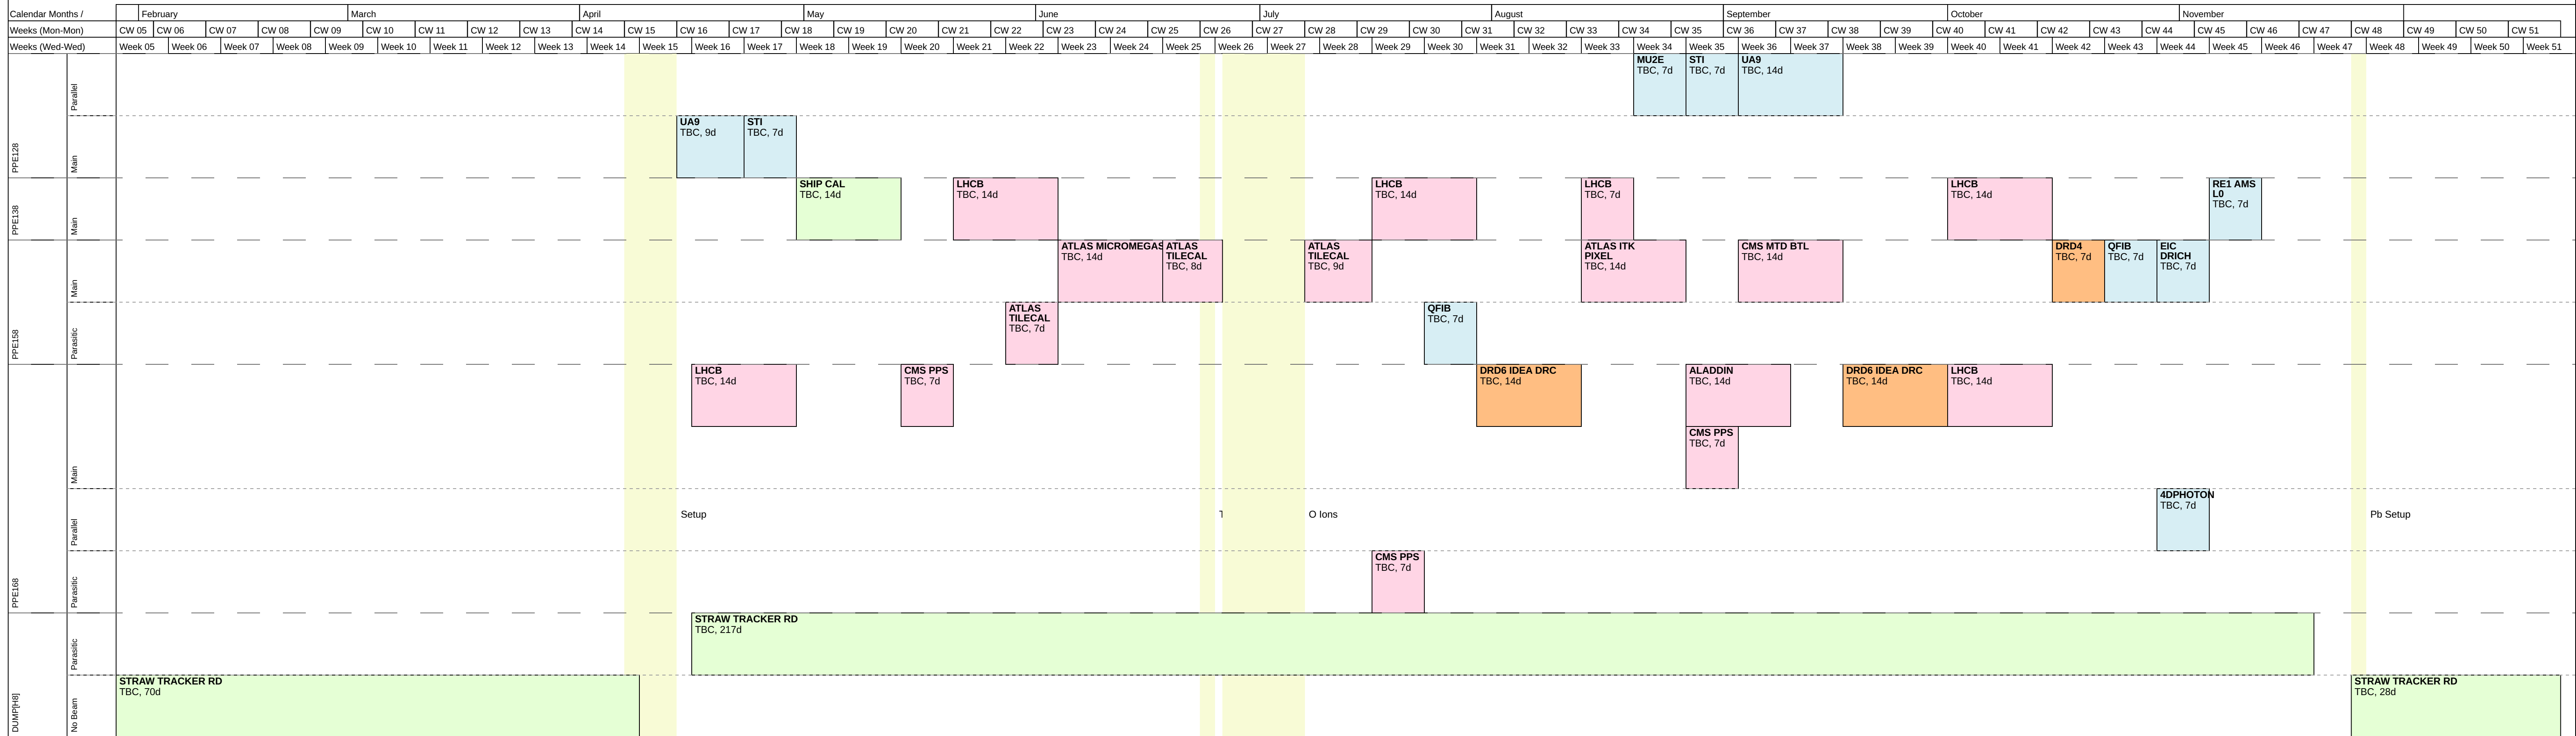 Calendar Months / February March April May June July August September October November
Weeks (Mon-Mon) CW 05 CW 06 CW 07 CW 08 CW 09 CW 10 CW 11 CW 12 CW 13 CW 14 CW 15 CW 16 CW 17 CW 18 CW 19 CW 20 CW 21 CW 22 CW 23 CW 24 CW 25 CW 26 CW 27 CW 28 CW 29 CW 30 CW 31 CW 32 CW 33 CW 34 CW 35 CW 36 CW 37 CW 38 CW 39 CW 40 CW 41 CW 42 CW 43 CW 44 CW 45 CW 46 CW 47 CW 48 CW 49 CW 50 CW 51
Weeks (Wed-Wed) Week 05 Week 06 Week 07 Week 08 Week 09 Week 10 Week 11 Week 12 Week 13 Week 14 Week 15 Week 16 Week 17 Week 18 Week 19 Week 20 Week 21 Week 22 Week 23 Week 24 Week 25 Week 26 Week 27 Week 28 Week 29 Week 30 Week 31 Week 32 Week 33 Week 34 Week 35 Week 36 Week 37 Week 38 Week 39 Week 40 Week 41 Week 42 Week 43 Week 44 Week 45 Week 46 Week 47 Week 48 Week 49 Week 50 Week 51
PPE128
Parallel
MU2E
TBC, 7d
STI
TBC, 7d
UA9
TBC, 14d
Main
UA9
TBC, 9d
STI
TBC, 7d
PPE138
Main
SHIP CAL
TBC, 14d
LHCB
TBC, 14d
LHCB
TBC, 14d
LHCB
TBC, 7d
LHCB
TBC, 14d
RE1 AMS
L0
TBC, 7d
PPE158
Main
ATLAS MICROMEGAS
TBC, 14d
ATLAS
TILECAL
TBC, 8d
ATLAS
TILECAL
TBC, 9d
ATLAS ITK
PIXEL
TBC, 14d
CMS MTD BTL
TBC, 14d
DRD4
TBC, 7d
QFIB
TBC, 7d
EIC
DRICH
TBC, 7d
Parasitic
ATLAS
TILECAL
TBC, 7d
QFIB
TBC, 7d
PPE168
Main
LHCB
TBC, 14d
CMS PPS
TBC, 7d
DRD6 IDEA DRC
TBC, 14d
ALADDIN
TBC, 14d
DRD6 IDEA DRC
TBC, 14d
LHCB
TBC, 14d
CMS PPS
TBC, 7d
Parallel
Setup
O Ions
4DPHOTON
TBC, 7d
Pb Setup
Parasitic
CMS PPS
TBC, 7d
DUMP[H8]
Parasitic
STRAW TRACKER RD
TBC, 217d
No Beam
STRAW TRACKER RD
TBC, 70d
STRAW TRACKER RD
TBC, 28d